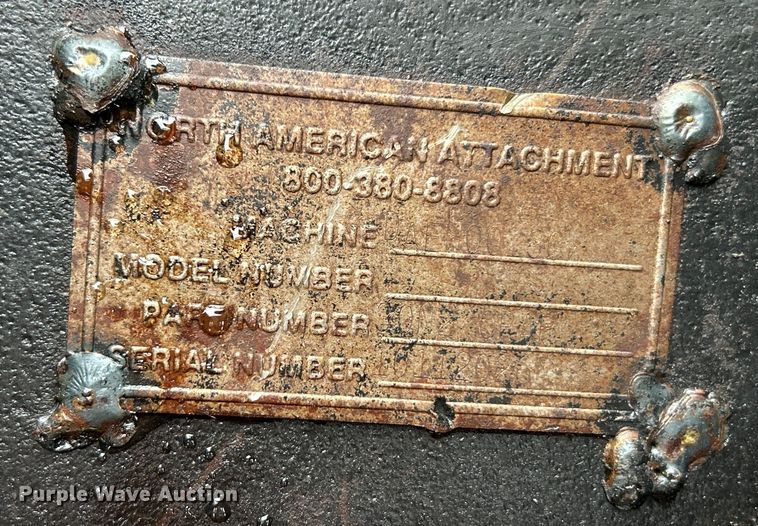 NORTH AMERICAN ATTACHMENT
800-380-8808
MACHINE
MODEL NUMBER
PART NUMBER
SERIAL NUMBER
Purple Wave Auction